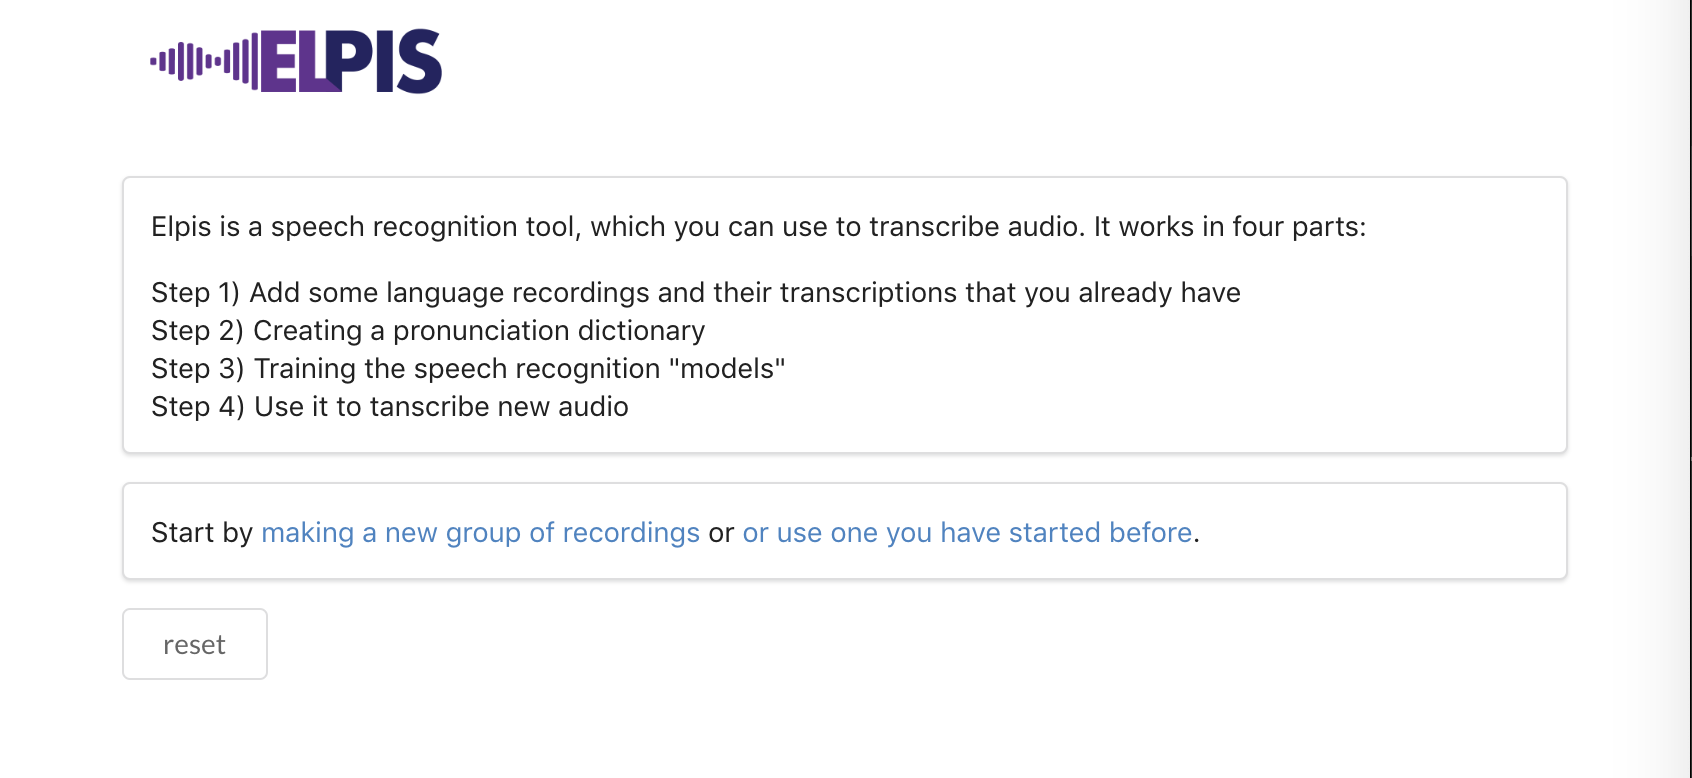 ELPIS
Elpis is a speech recognition tool, which you can use to transcribe audio. It works in four parts:
Step 1) Add some language recordings and their transcriptions that you already have
Step 2) Creating a pronunciation dictionary
Step 3) Training the speech recognition "models"
Step 4) Use it to tanscribe new audio
Start by making a new group of recordings or or use one you have started before.
reset